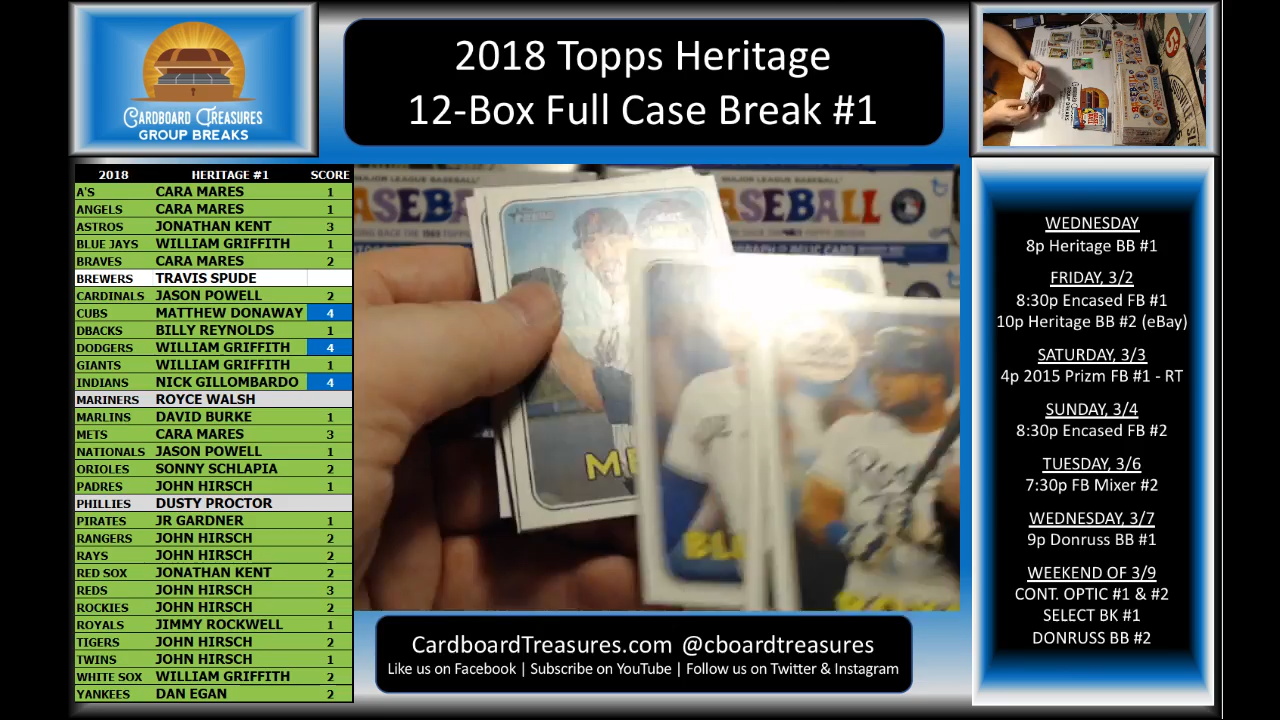 CARDBOARD TREASURES
GROUP BREAKS
2018 Topps Heritage
12-Box Full Case Break #1
2018 HERITAGE #1 SCORE
A'S CARA MARES 1
ANGELS CARA MARES 1
ASTROS JONATHAN KENT 3
BLUE JAYS WILLIAM GRIFFITH 1
BRAVES CARA MARES 2
BREWERS TRAVIS SPUDE
CARDINALS JASON POWELL 2
CUBS MATTHEW DONAWAY 4
DBACKS BILLY REYNOLDS 1
DODGERS WILLIAM GRIFFITH 4
GIANTS WILLIAM GRIFFITH 1
INDIANS NICK GILLOMBARDO 4
MARINERS ROYCE WALSH
MARLINS DAVID BURKE 1
METS CARA MARES 3
NATIONALS JASON POWELL 1
ORIOLES SONNY SCHLAPIA 2
PADRES JOHN HIRSCH 1
PHILLIES DUSTY PROCTOR
PIRATES JR GARDNER 1
RANGERS JOHN HIRSCH 2
RAYS JOHN HIRSCH 2
RED SOX JONATHAN KENT 2
REDS JOHN HIRSCH 3
ROCKIES JOHN HIRSCH 2
ROYALS JIMMY ROCKWELL 1
TIGERS JOHN HIRSCH 2
TWINS JOHN HIRSCH 1
WHITE SOX WILLIAM GRIFFITH 2
YANKEES DAN EGAN 2
MAJOR LEAGUE BASEBALL
ASEBA
BASEBALL
ME
BLU
CardboardTreasures.com @cboardtreasures
Like us on Facebook | Subscribe on YouTube | Follow us on Twitter & Instagram
WEDNESDAY
8p Heritage BB #1
FRIDAY, 3/2
8:30p Encased FB #1
10p Heritage BB #2 (eBay)
SATURDAY, 3/3
4p 2015 Prizm FB #1 - RT
SUNDAY, 3/4
8:30p Encased FB #2
TUESDAY, 3/6
7:30p FB Mixer #2
WEDNESDAY, 3/7
9p Donruss BB #1
WEEKEND OF 3/9
CONT. OPTIC #1 & #2
SELECT BK #1
DONRUSS BB #2